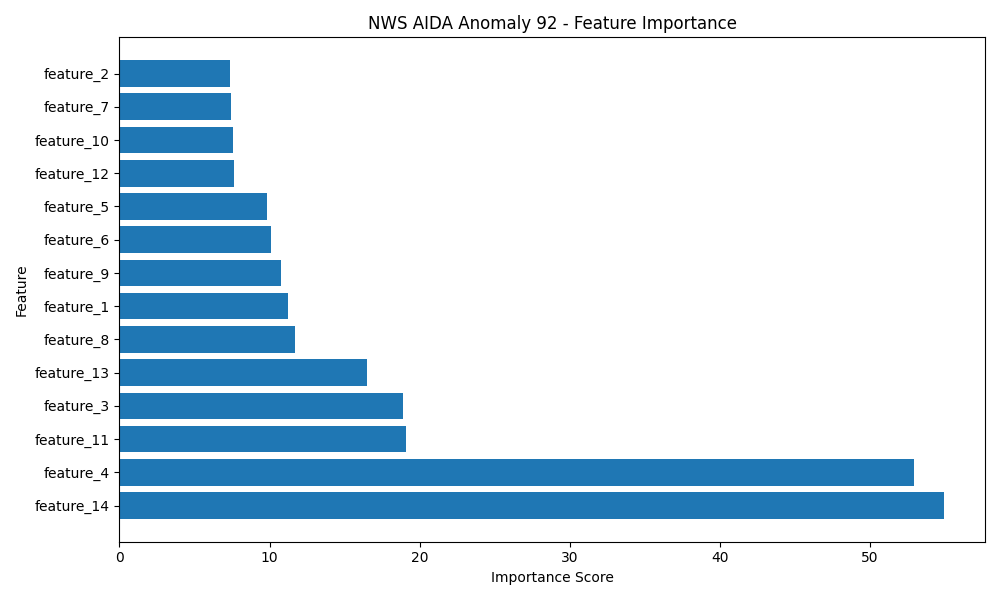 NWS AIDA Anomaly 92 - Feature Importance
feature_2
feature_7
feature_10
feature_12
feature_5
feature_6
feature_9
feature_1
feature_8
feature_13
feature_3
feature_11
feature_4
feature_14
Feature
0 10 20 30 40 50
Importance Score